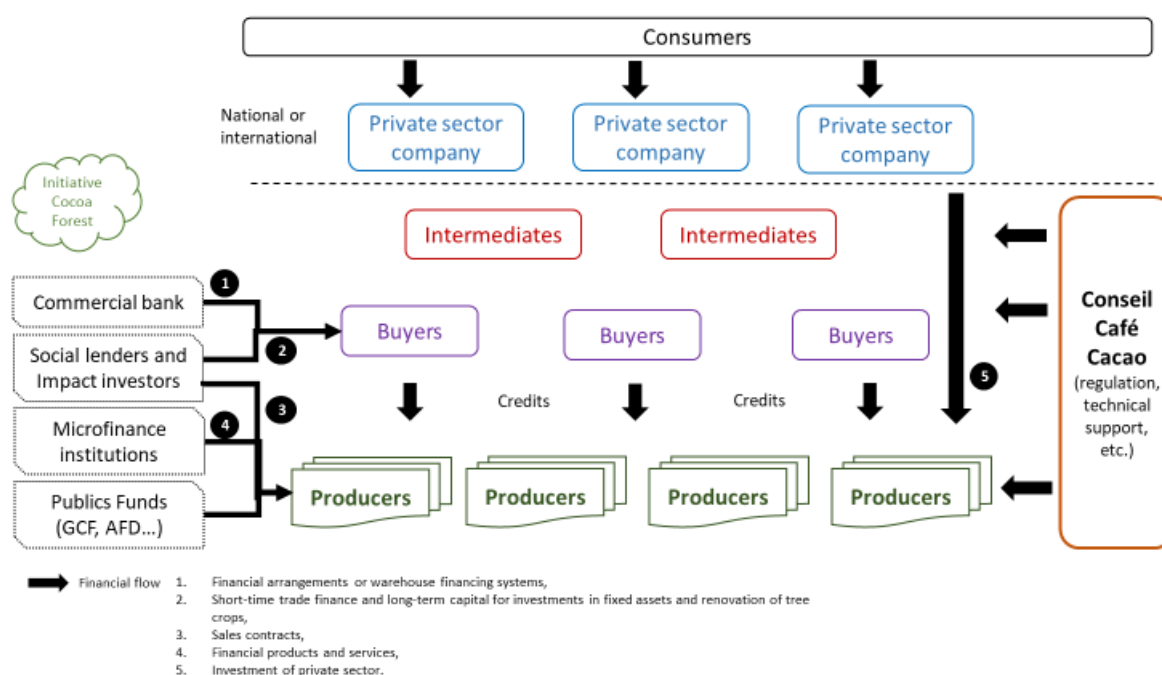 Consumers
National or
international
Private sector
company
Private sector
company
Private sector
company
Initiative
Cocoa
Forest
Intermediates
Intermediates
1
Commercial bank
2
Social lenders and
Impact investors
3
4
Microfinance
institutions
Publics Funds
(GCF, AFD...)
Buyers
Buyers
Buyers
Credits
Credits
5
Producers
Producers
Producers
Producers
Conseil
Café
Cacao
(regulation,
technical
support,
etc.)
Financial flow
1. Financial arrangements or warehouse financing systems,
2. Short-time trade finance and long-term capital for investments in fixed assets and renovation of tree
crops,
3. Sales contracts,
4. Financial products and services,
5. Investment of private sector.